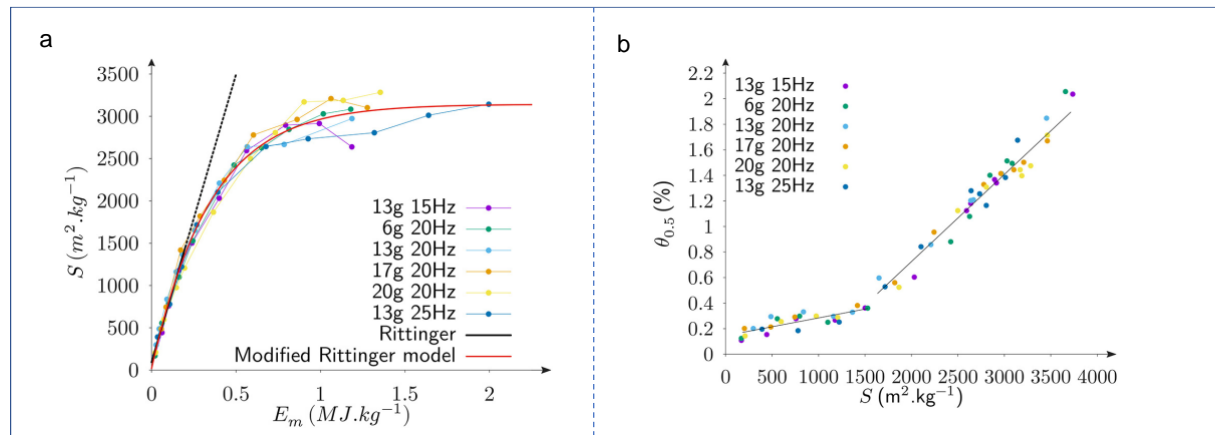 a
3500
3000
2500
2000
1500
1000
500
0
S (m².kg⁻¹)
13g 15Hz
6g 20Hz
13g 20Hz
17g 20Hz
20g 20Hz
13g 25Hz
Rittinger
Modified Rittinger model
0 0.5 1 1.5 2
E_m (MJ.kg⁻¹)
b
2.2
2
1.8
1.6
1.4
1.2
1
0.8
0.6
0.4
0.2
0
θ_0.5 (%)
13g 15Hz
6g 20Hz
13g 20Hz
17g 20Hz
20g 20Hz
13g 25Hz
0 500 1000 1500 2000 2500 3000 3500 4000
S (m².kg⁻¹)